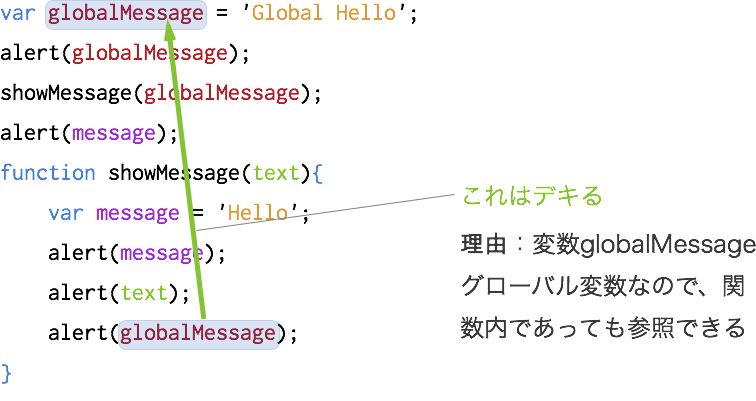 var globalMessage = 'Global Hello';
alert(globalMessage);
showMessage(globalMessage);
alert(message);
function showMessage(text){
var message = 'Hello';
alert(message);
alert(text);
alert(globalMessage);
}
これはデキる
理由：変数globalMessage
グローバル変数なので、関
数内であっても参照できる